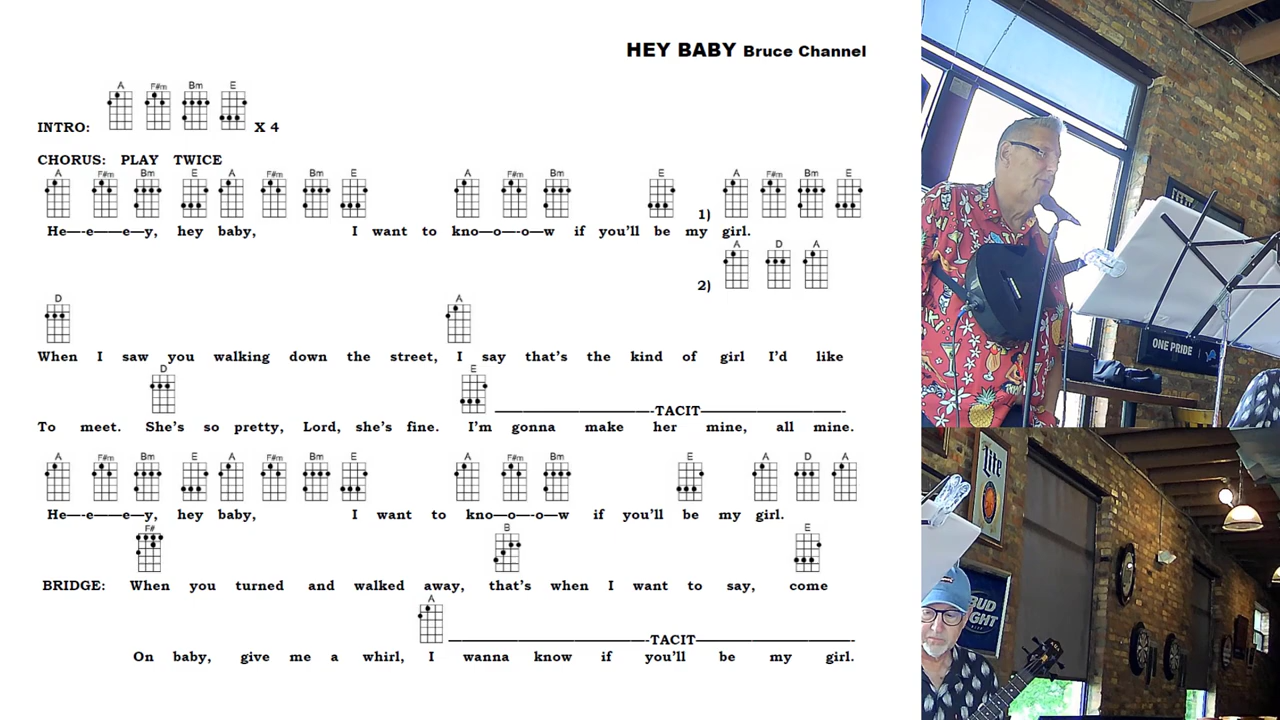 HEY BABY Bruce Channel
A F#m Bm E
INTRO: X 4
CHORUS: PLAY TWICE
A F#m Bm E A F#m Bm E A F#m Bm E 1) A F#m Bm E
He—-e——e—y, hey baby, I want to kno—o—-o—w if you'll be my girl.
2) A D A
D A
When I saw you walking down the street, I say that's the kind of girl I'd like
D E -TACIT-
To meet. She's so pretty, Lord, she's fine. I'm gonna make her mine, all mine.
A F#m Bm E A F#m Bm E A F#m Bm E A D A
He—-e——e—y, hey baby, I want to kno—o—-o—w if you'll be my girl.
F# B E
BRIDGE: When you turned and walked away, that's when I want to say, come
A -TACIT-
On baby, give me a whirl, I wanna know if you'll be my girl.
ONE PRIDE
Lite
BUD